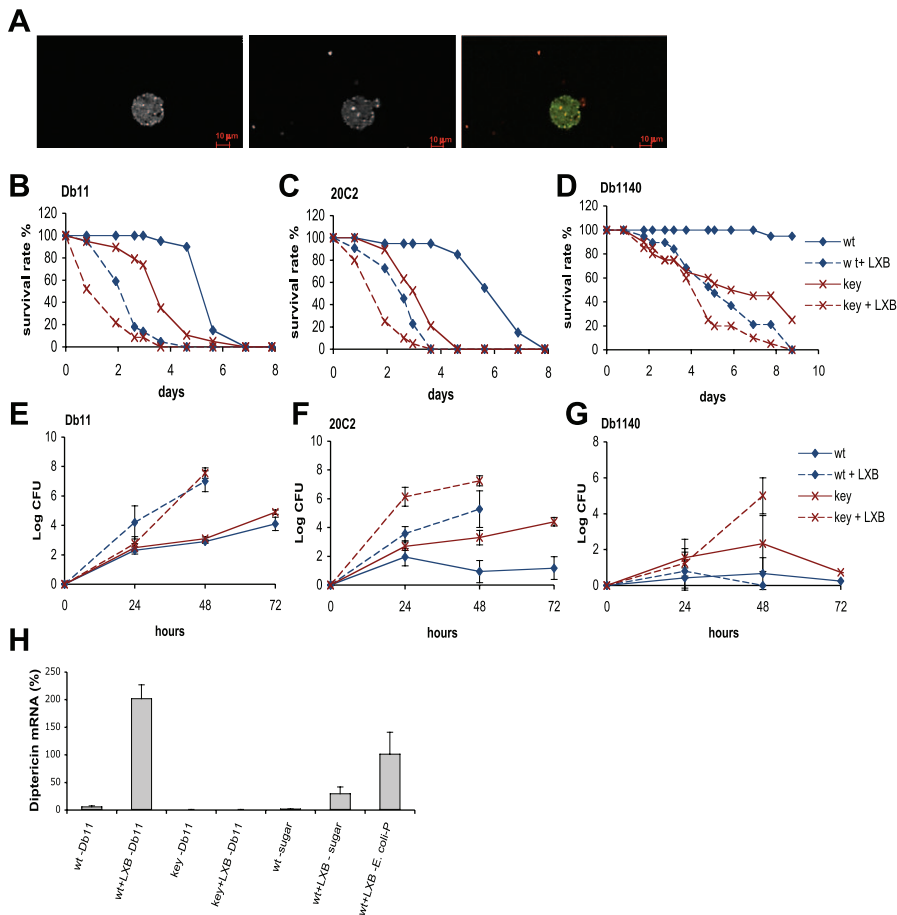 A
10 µm
10 µm
10 µm
B
Db11
survival rate %
120
100
80
60
40
20
0
0 2 4 6 8
days
C
20C2
survival rate %
120
100
80
60
40
20
0
0 2 4 6 8
days
D
Db1140
survival rate %
120
100
80
60
40
20
0
0 2 4 6 8 10
days
wt
w t+ LXB
key
key + LXB
E
Db11
Log CFU
10
8
6
4
2
0
0 24 48 72
hours
F
20C2
Log CFU
10
8
6
4
2
0
0 24 48 72
hours
G
Db1140
Log CFU
8
6
4
2
0
0 24 48 72
hours
wt
wt + LXB
key
key + LXB
H
Diptericin mRNA (%)
250
200
150
100
50
0
wt -Db11
wt+LXB -Db11
key -Db11
key+LXB -Db11
wt -sugar
wt+LXB - sugar
wt+LXB -E. coli-P